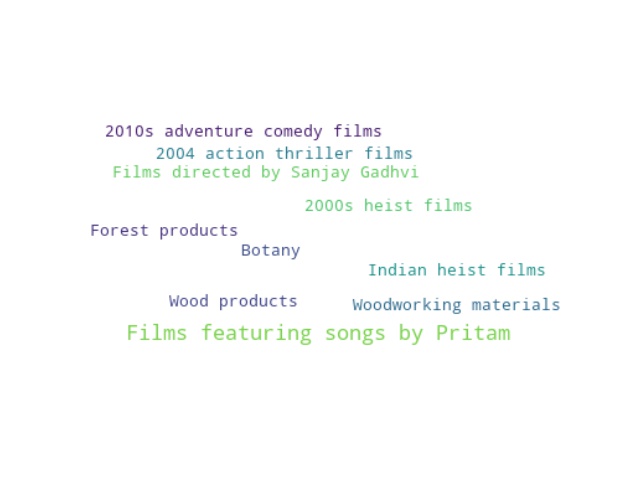 2010s adventure comedy films
2004 action thriller films
Films directed by Sanjay Gadhvi
2000s heist films
Forest products
Botany
Indian heist films
Wood products
Woodworking materials
Films featuring songs by Pritam